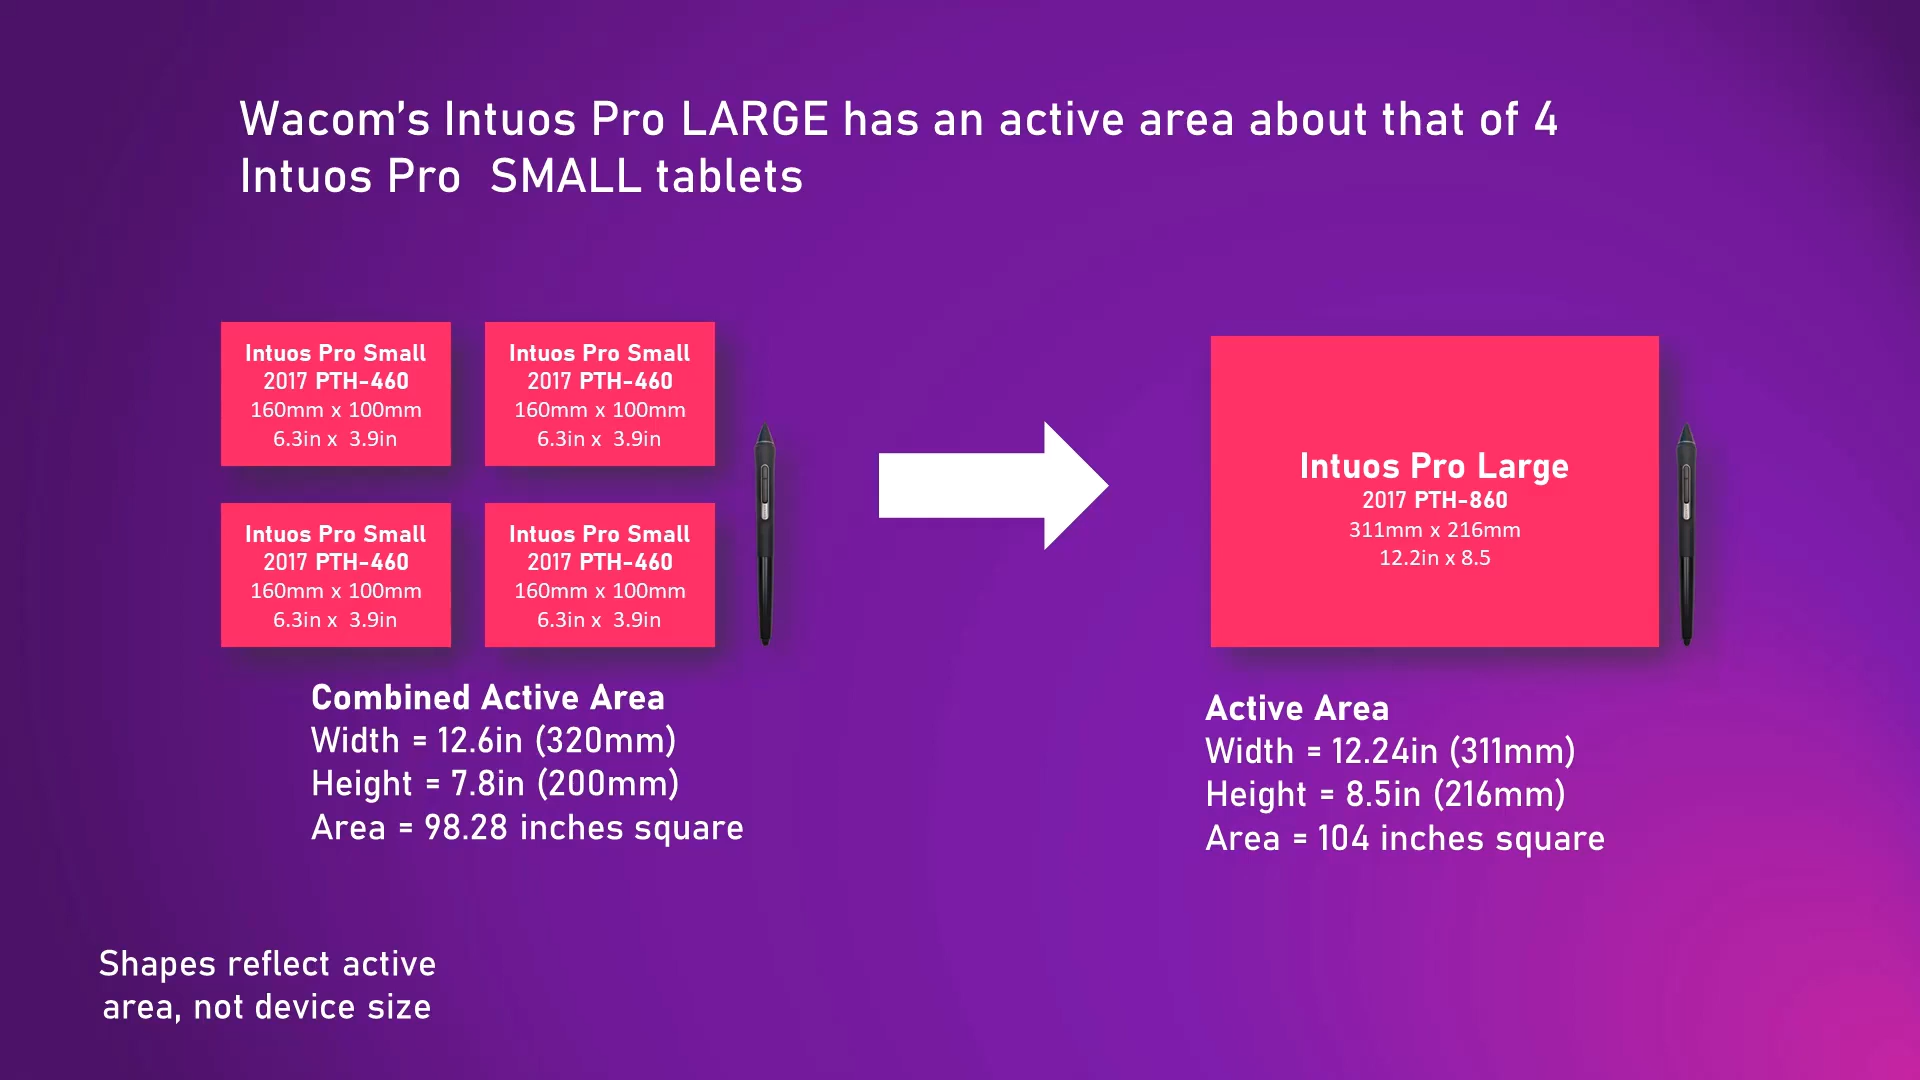 Wacom’s Intuos Pro LARGE has an active area about that of 4
Intuos Pro  SMALL tablets
Intuos Pro Small
2017 PTH-460
160mm x 100mm
6.3in x  3.9in
Intuos Pro Small
2017 PTH-460
160mm x 100mm
6.3in x  3.9in
Intuos Pro Small
2017 PTH-460
160mm x 100mm
6.3in x  3.9in
Intuos Pro Small
2017 PTH-460
160mm x 100mm
6.3in x  3.9in
Combined Active Area
Width = 12.6in (320mm)
Height = 7.8in (200mm)
Area = 98.28 inches square
Intuos Pro Large
2017 PTH-860
311mm x 216mm
12.2in x 8.5
Active Area
Width = 12.24in (311mm)
Height = 8.5in (216mm)
Area = 104 inches square
Shapes reflect active
area, not device size